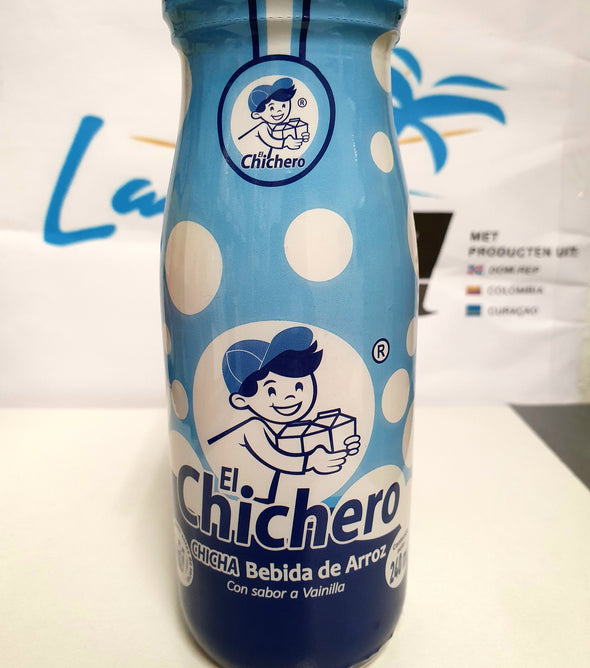 ®
El
Chichero
MET
PRODUCTEN UIT:
DOM.REP
COLOMBIA
CURAÇAO
®
El
Chichero
CHICHA Bebida de Arroz
Con sabor a Vainilla